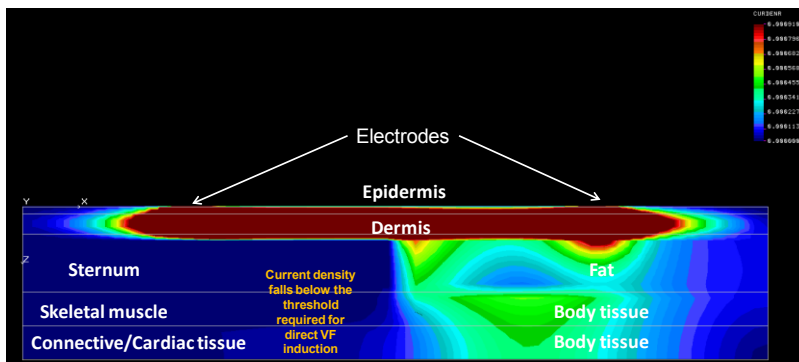 CURDENR
Electrodes
Y
X
Epidermis
Dermis
Z
Sternum
Fat
Current density
falls below the
threshold
required for
direct VF
induction
Skeletal muscle
Body tissue
Connective/Cardiac tissue
Body tissue